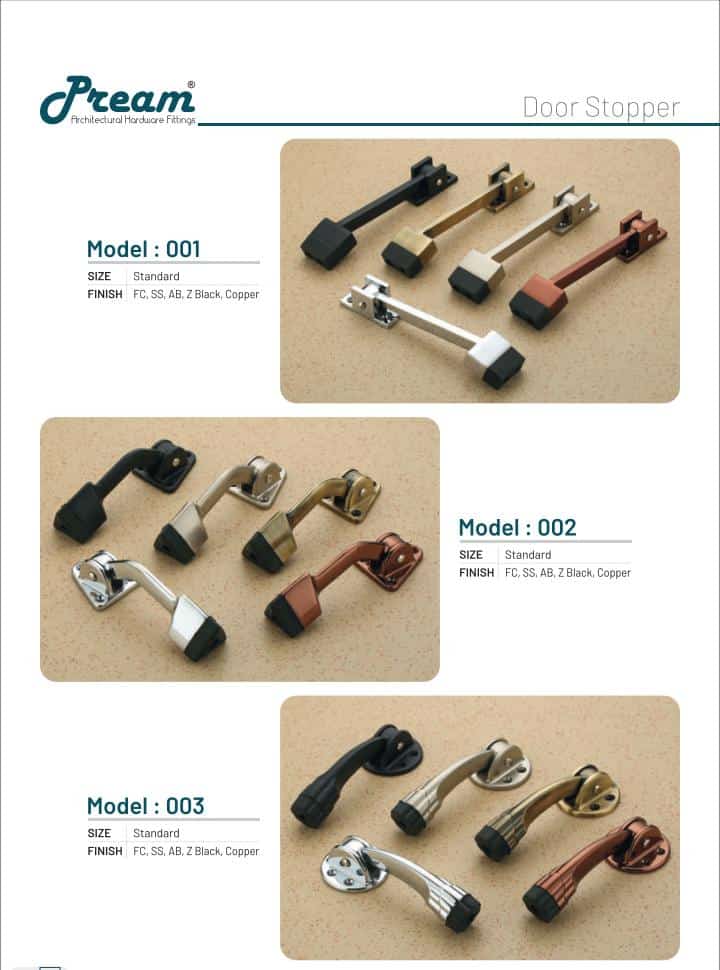 Pream®
Architectural Hardware Fittings
Door Stopper
Model : 001
SIZE Standard
FINISH FC, SS, AB, Z Black, Copper
Model : 002
SIZE Standard
FINISH FC, SS, AB, Z Black, Copper
Model : 003
SIZE Standard
FINISH FC, SS, AB, Z Black, Copper